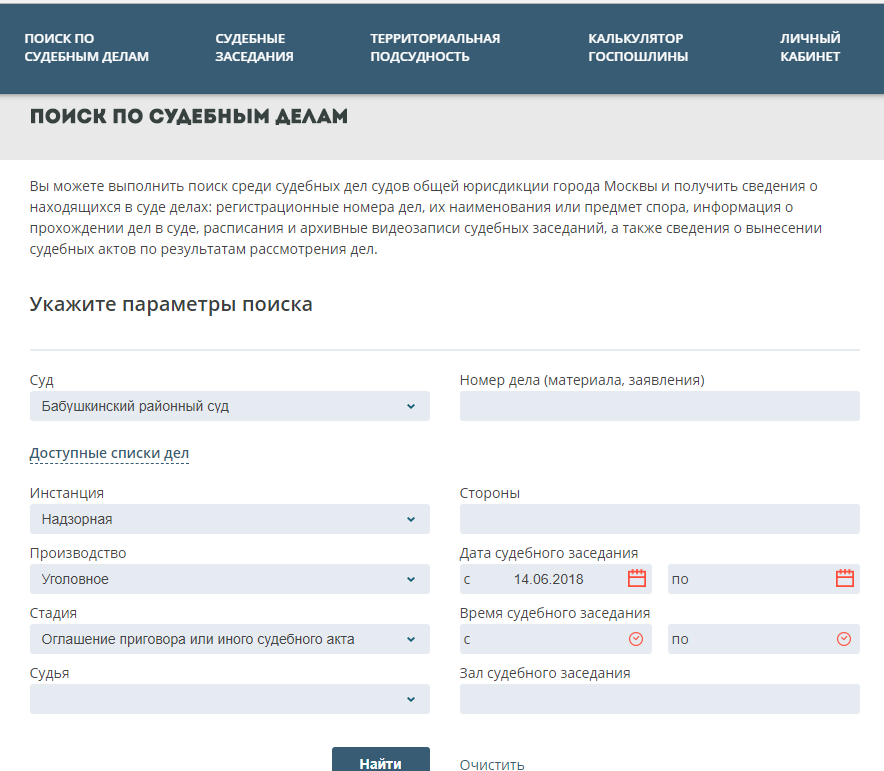 ПОИСК ПО СУДЕБНЫМ ДЕЛАМ
СУДЕБНЫЕ ЗАСЕДАНИЯ
ТЕРРИТОРИАЛЬНАЯ ПОДСУДНОСТЬ
КАЛЬКУЛЯТОР ГОСПОШЛИНЫ
ЛИЧНЫЙ КАБИНЕТ
ПОИСК ПО СУДЕБНЫМ ДЕЛАМ
Вы можете выполнить поиск среди судебных дел судов общей юрисдикции города Москвы и получить сведения о
находящихся в суде делах: регистрационные номера дел, их наименования или предмет спора, информация о
прохождении дел в суде, расписания и архивные видеозаписи судебных заседаний, а также сведения о вынесении
судебных актов по результатам рассмотрения дел.
Укажите параметры поиска
Суд
Бабушкинский районный суд
Номер дела (материала, заявления)
Доступные списки дел
Инстанция
Надзорная
Стороны
Производство
Уголовное
Дата судебного заседания
с 14.06.2018
по
Стадия
Оглашение приговора или иного судебного акта
Время судебного заседания
с
по
Судья
Зал судебного заседания
Найти
Очистить